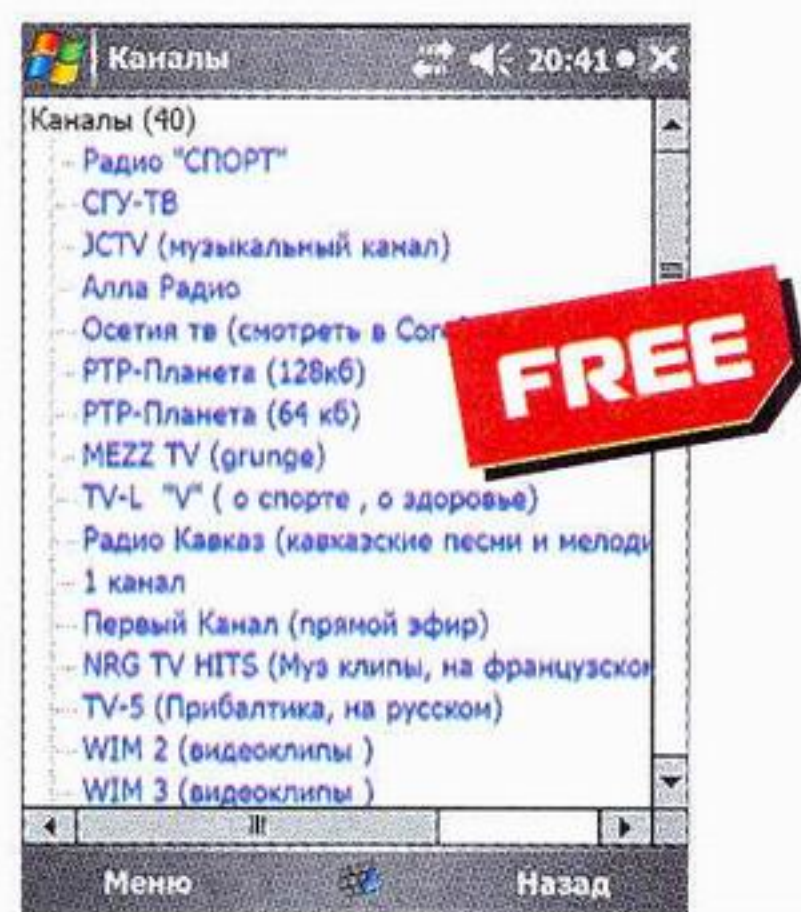 Каналы 20:41
Каналы (40)
Радио "СПОРТ"
СГУ-ТВ
JCTV (музыкальный канал)
Алла Радио
Осетия тв (смотреть в
FREE
РТР-Планета (128кб)
РТР-Планета (64 кб)
MEZZ TV (grunge)
TV-L "V" ( о спорте , о здоровье)
Радио Кавказ (кавказские песни и мелоди
1 канал
Первый Канал (прямой эфир)
NRG TV HITS (Муз клипы, на французском
TV-5 (Прибалтика, на русском)
WIM 2 (видеоклипы )
WIM 3 (видеоклипы )
Меню Назад